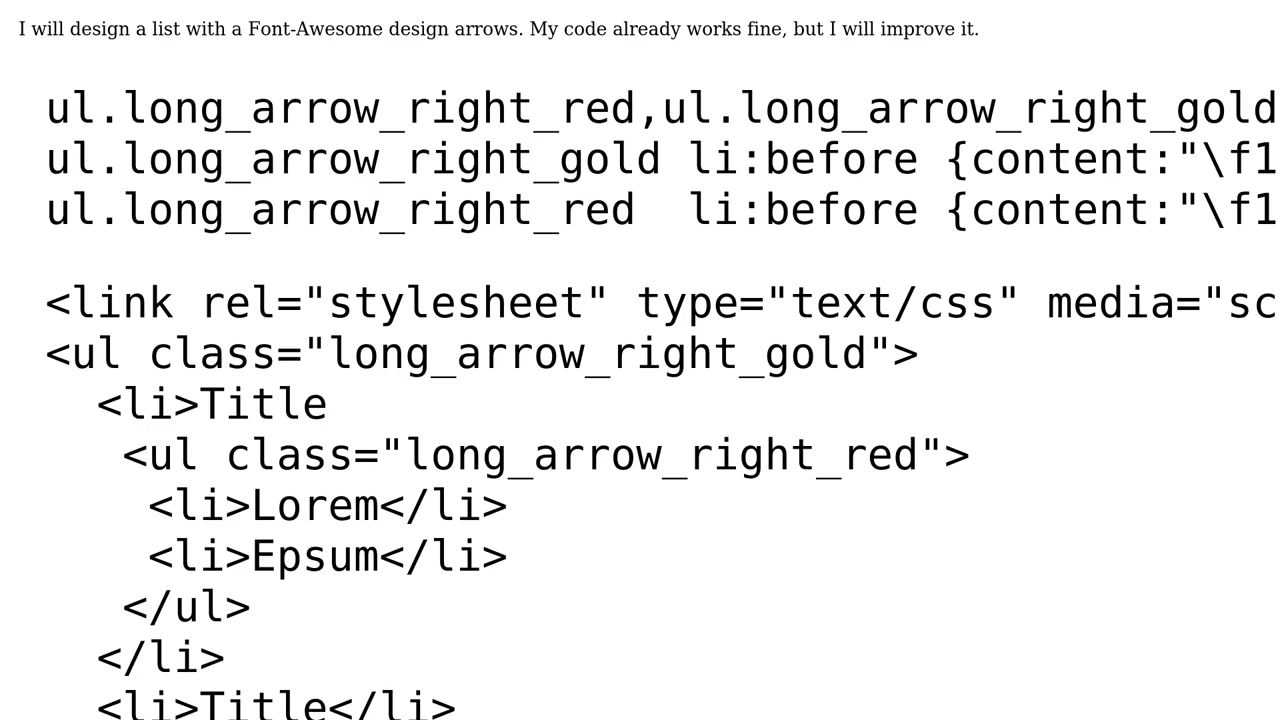 I will design a list with a Font-Awesome design arrows. My code already works fine, but I will improve it.
ul.long_arrow_right_red,ul.long_arrow_right_gold
ul.long_arrow_right_gold li:before {content:"\f1
ul.long_arrow_right_red  li:before {content:"\f1
<link rel="stylesheet" type="text/css" media="sc
<ul class="long_arrow_right_gold">
  <li>Title
   <ul class="long_arrow_right_red">
    <li>Lorem</li>
    <li>Epsum</li>
   </ul>
  </li>
  <li>Title</li>